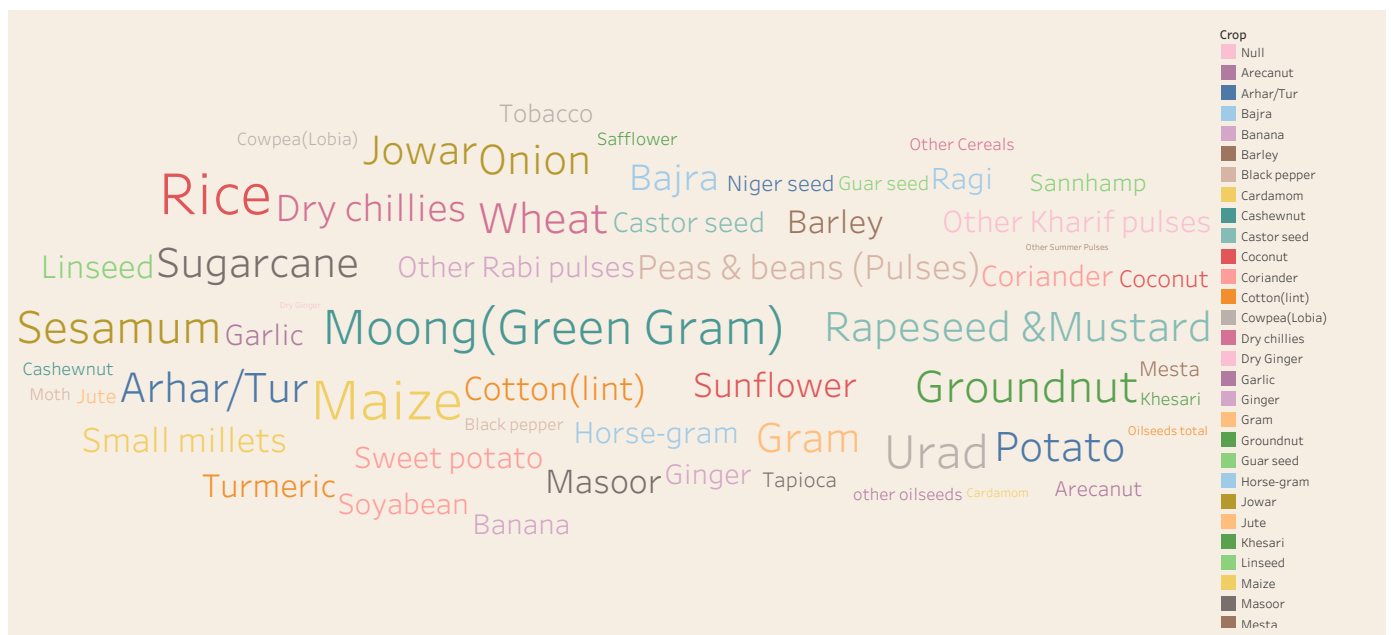 Tobacco
Cowpea(Lobia)
Jowar
Onion
Safflower
Other Cereals
Rice
Dry chillies
Wheat
Bajra
Niger seed
Guar seed
Ragi
Sannhamp
Castor seed
Barley
Other Kharif pulses
Other Summer Pulses
Linseed
Sugarcane
Other Rabi pulses
Peas & beans (Pulses)
Coriander
Coconut
Dry Ginger
Sesamum
Garlic
Moong(Green Gram)
Rapeseed &Mustard
Cashewnut
Moth
Jute
Arhar/Tur
Maize
Cotton(lint)
Sunflower
Groundnut
Mesta
Khesari
Small millets
Black pepper
Horse-gram
Gram
Urad
Potato
Oilseeds total
Sweet potato
Turmeric
Soyabean
Masoor
Ginger
Tapioca
other oilseeds
Cardamom
Arecanut
Banana
Crop
Null
Arecanut
Arhar/Tur
Bajra
Banana
Barley
Black pepper
Cardamom
Cashewnut
Castor seed
Coconut
Coriander
Cotton(lint)
Cowpea(Lobia)
Dry chillies
Dry Ginger
Garlic
Ginger
Gram
Groundnut
Guar seed
Horse-gram
Jowar
Jute
Khesari
Linseed
Maize
Masoor
Mesta